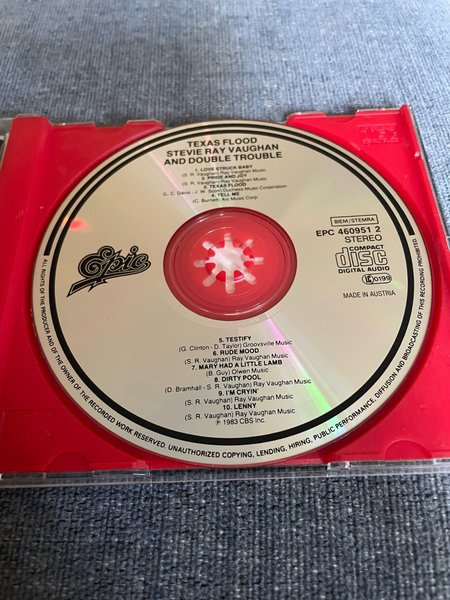 TEXAS FLOOD
STEVIE RAY VAUGHAN
AND DOUBLE TROUBLE
1. LOVE STRUCK BABY
(S. R. Vaughan) Ray Vaughan Music
2. PRIDE AND JOY
(S. R. Vaughan) Ray Vaughan Music
3. TEXAS FLOOD
(L. C. Davis - J. W. Scott) Duchess Music Corporation
4. TELL ME
(C. Burnett) Arc Music Corp.
Epic
BIEM/STEMRA
EPC 460951 2
STEREO
COMPACT
disc
DIGITAL AUDIO
0199
MADE IN AUSTRIA
5. TESTIFY
(G. Clinton - D. Taylor) Groovsville Music
6. RUDE MOOD
(S. R. Vaughan) Ray Vaughan Music
7. MARY HAD A LITTLE LAMB
(B. Guy) Olwen Music
8. DIRTY POOL
(D. Bramhall - S. R. Vaughan) Ray Vaughan Music
9. I'M CRYIN'
(S. R. Vaughan) Ray Vaughan Music
10. LENNY
(S. R. Vaughan) Ray Vaughan Music
℗ 1983 CBS Inc.
ALL RIGHTS OF THE PRODUCER AND OF THE OWNER OF THE RECORDED WORK RESERVED. UNAUTHORIZED COPYING, LENDING, HIRING, PUBLIC PERFORMANCE, DIFFUSION AND BROADCASTING OF THIS RECORDING PROHIBITED.